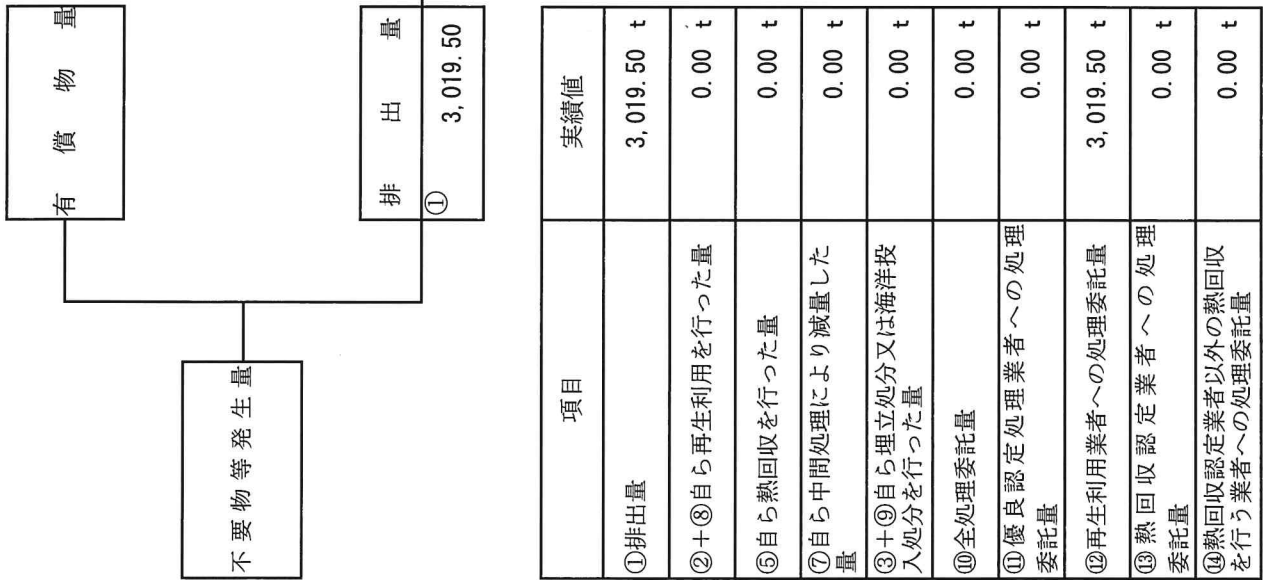 有償物量
不要物等発生量
排出量
①
3,019.50
項目 実績値
①排出量 3,019.50 t
②+⑧自ら再生利用を行った量 0.00 t
⑤自ら熱回収を行った量 0.00 t
⑦自ら中間処理により減量した
量 0.00 t
③+⑨自ら埋立処分又は海洋投
入処分を行った量 0.00 t
⑩全処理委託量 0.00 t
⑪優良認定処理業者への処理
委託量 0.00 t
⑫再生利用業者への処理委託量 3,019.50 t
⑬熱回収認定業者への処理
委託量 0.00 t
⑭熱回収認定業者以外の熱回収
を行う業者への処理委託量 0.00 t